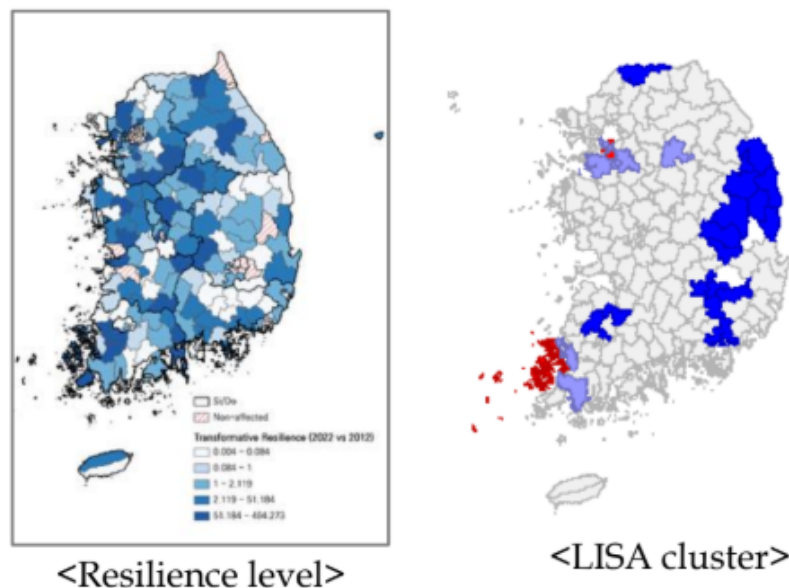 Si/Do
Non-affected
Transformative Resilience (2022 vs 2012)
0.004 – 0.084
0.084 – 1
1 – 2.119
2.119 – 51.184
51.184 – 404.273
<Resilience level>
<LISA cluster>